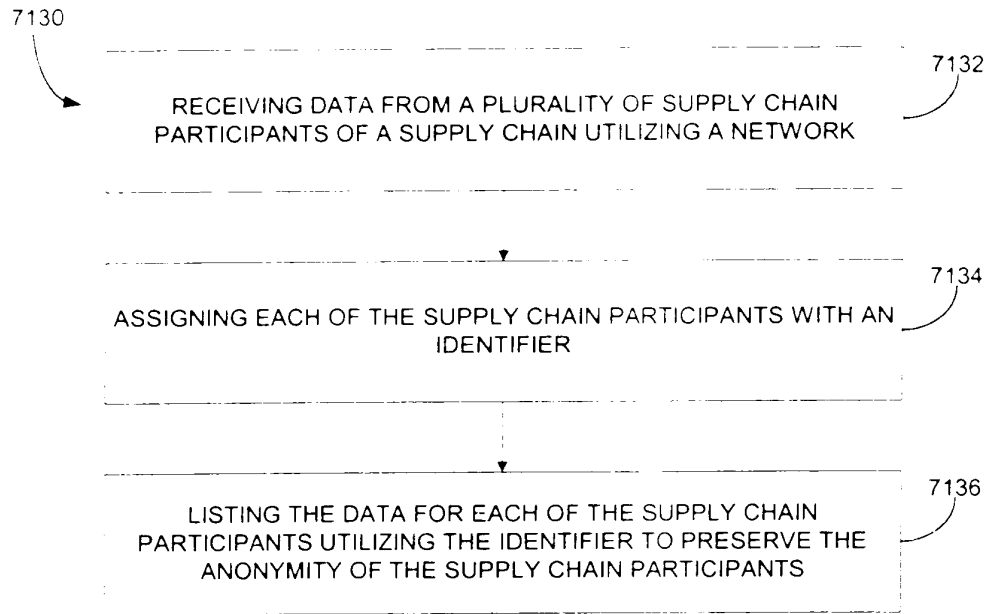 7130
7132
RECEIVING DATA FROM A PLURALITY OF SUPPLY CHAIN
PARTICIPANTS OF A SUPPLY CHAIN UTILIZING A NETWORK
7134
ASSIGNING EACH OF THE SUPPLY CHAIN PARTICIPANTS WITH AN
IDENTIFIER
7136
LISTING THE DATA FOR EACH OF THE SUPPLY CHAIN
PARTICIPANTS UTILIZING THE IDENTIFIER TO PRESERVE THE
ANONYMITY OF THE SUPPLY CHAIN PARTICIPANTS